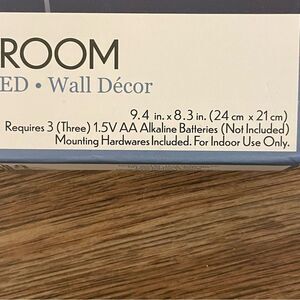 ROOM
ED • Wall Décor
9.4 in. x 8.3 in. (24 cm x 21 cm)
Requires 3 (Three) 1.5V AA Alkaline Batteries (Not Included)
Mounting Hardwares Included. For Indoor Use Only.